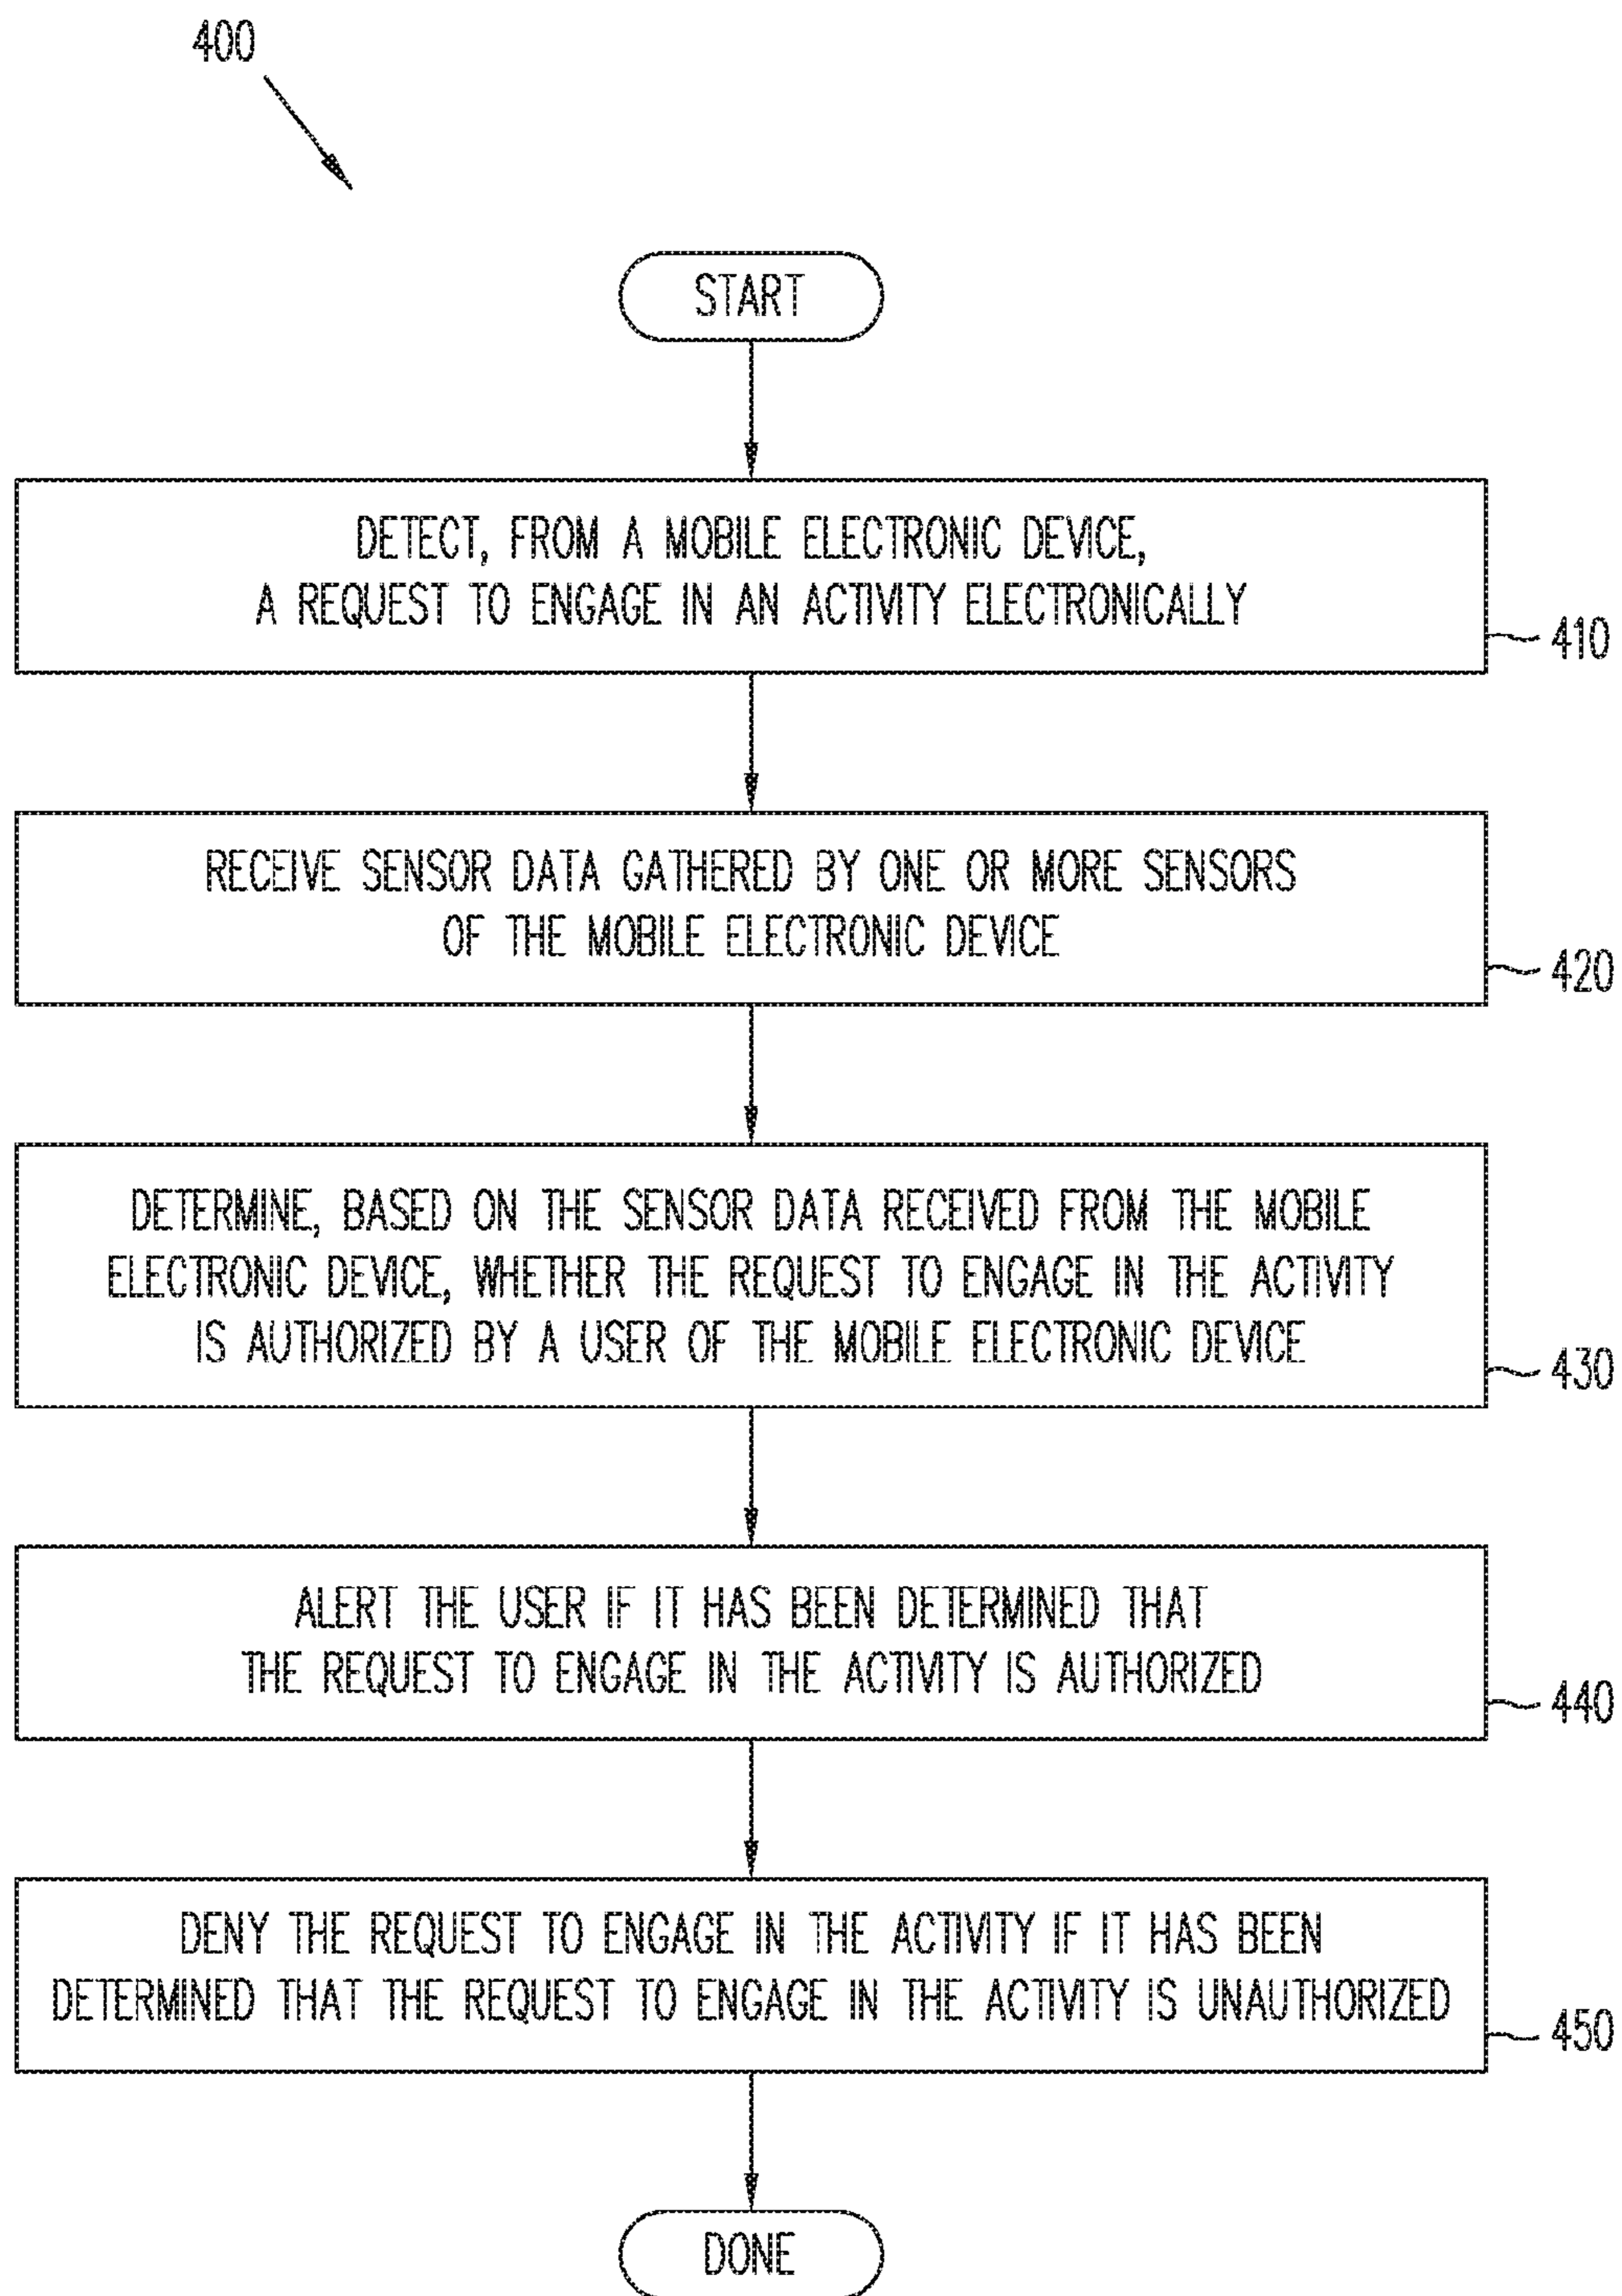 400
START
DETECT, FROM A MOBILE ELECTRONIC DEVICE,
A REQUEST TO ENGAGE IN AN ACTIVITY ELECTRONICALLY
410
RECEIVE SENSOR DATA GATHERED BY ONE OR MORE SENSORS
OF THE MOBILE ELECTRONIC DEVICE
420
DETERMINE, BASED ON THE SENSOR DATA RECEIVED FROM THE MOBILE
ELECTRONIC DEVICE, WHETHER THE REQUEST TO ENGAGE IN THE ACTIVITY
IS AUTHORIZED BY A USER OF THE MOBILE ELECTRONIC DEVICE
430
ALERT THE USER IF IT HAS BEEN DETERMINED THAT
THE REQUEST TO ENGAGE IN THE ACTIVITY IS AUTHORIZED
440
DENY THE REQUEST TO ENGAGE IN THE ACTIVITY IF IT HAS BEEN
DETERMINED THAT THE REQUEST TO ENGAGE IN THE ACTIVITY IS UNAUTHORIZED
450
DONE